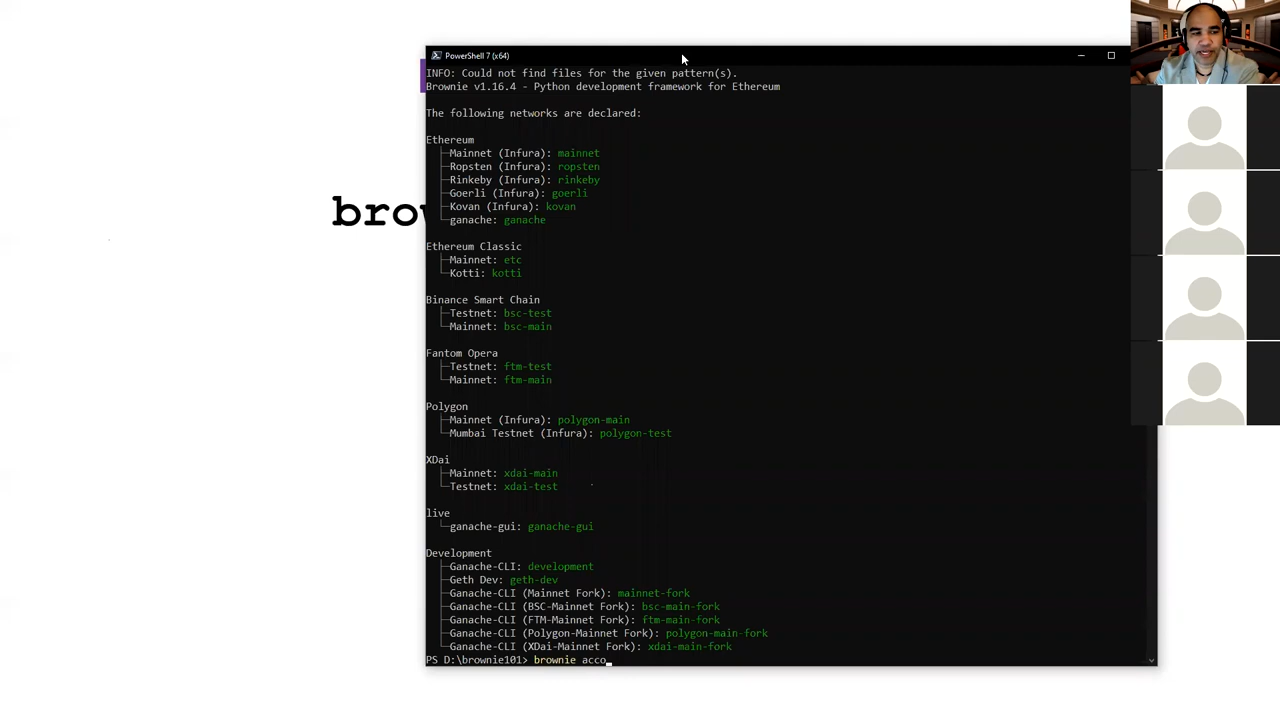 PowerShell 7 (x64)
INFO: Could not find files for the given pattern(s).
Brownie v1.16.4 - Python development framework for Ethereum
The following networks are declared:
Ethereum
├─Mainnet (Infura): mainnet
├─Ropsten (Infura): ropsten
├─Rinkeby (Infura): rinkeby
├─Goerli (Infura): goerli
├─Kovan (Infura): kovan
└─ganache: ganache
Ethereum Classic
├─Mainnet: etc
└─Kotti: kotti
Binance Smart Chain
├─Testnet: bsc-test
└─Mainnet: bsc-main
Fantom Opera
├─Testnet: ftm-test
└─Mainnet: ftm-main
Polygon
├─Mainnet (Infura): polygon-main
└─Mumbai Testnet (Infura): polygon-test
XDai
├─Mainnet: xdai-main
└─Testnet: xdai-test
live
└─ganache-gui: ganache-gui
Development
├─Ganache-CLI: development
├─Geth Dev: geth-dev
├─Ganache-CLI (Mainnet Fork): mainnet-fork
├─Ganache-CLI (BSC-Mainnet Fork): bsc-main-fork
├─Ganache-CLI (FTM-Mainnet Fork): ftm-main-fork
├─Ganache-CLI (Polygon-Mainnet Fork): polygon-main-fork
└─Ganache-CLI (XDai-Mainnet Fork): xdai-main-fork
PS D:\brownie101> brownie acco